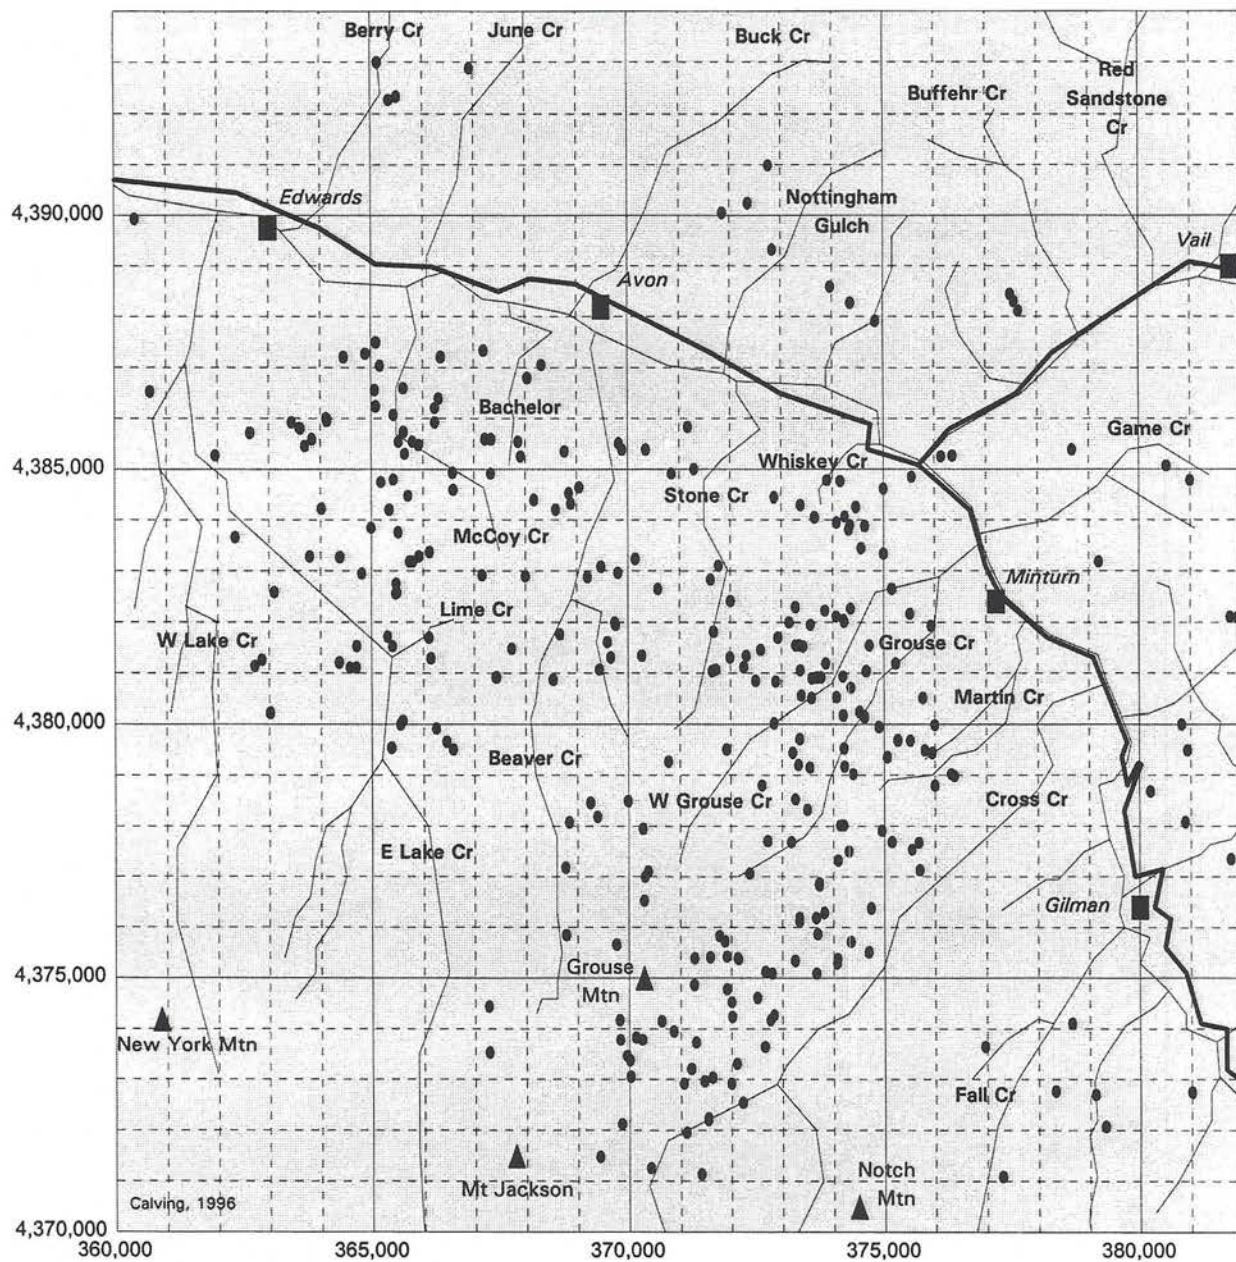 Berry Cr
June Cr
Buck Cr
Red
Sandstone
Cr
Buffehr Cr
Edwards
Nottingham
Gulch
4,390,000
Vail
Avon
Bachelor
Game Cr
Whiskey Cr
4,385,000
Stone Cr
McCoy Cr
Minturn
Lime Cr
W Lake Cr
Grouse Cr
Martin Cr
4,380,000
Beaver Cr
W Grouse Cr
Cross Cr
E Lake Cr
Gilman
4,375,000
Grouse
Mtn
New York Mtn
Fall Cr
Mt Jackson
Notch
Mtn
Calving, 1996
4,370,000
360,000
365,000
370,000
375,000
380,000